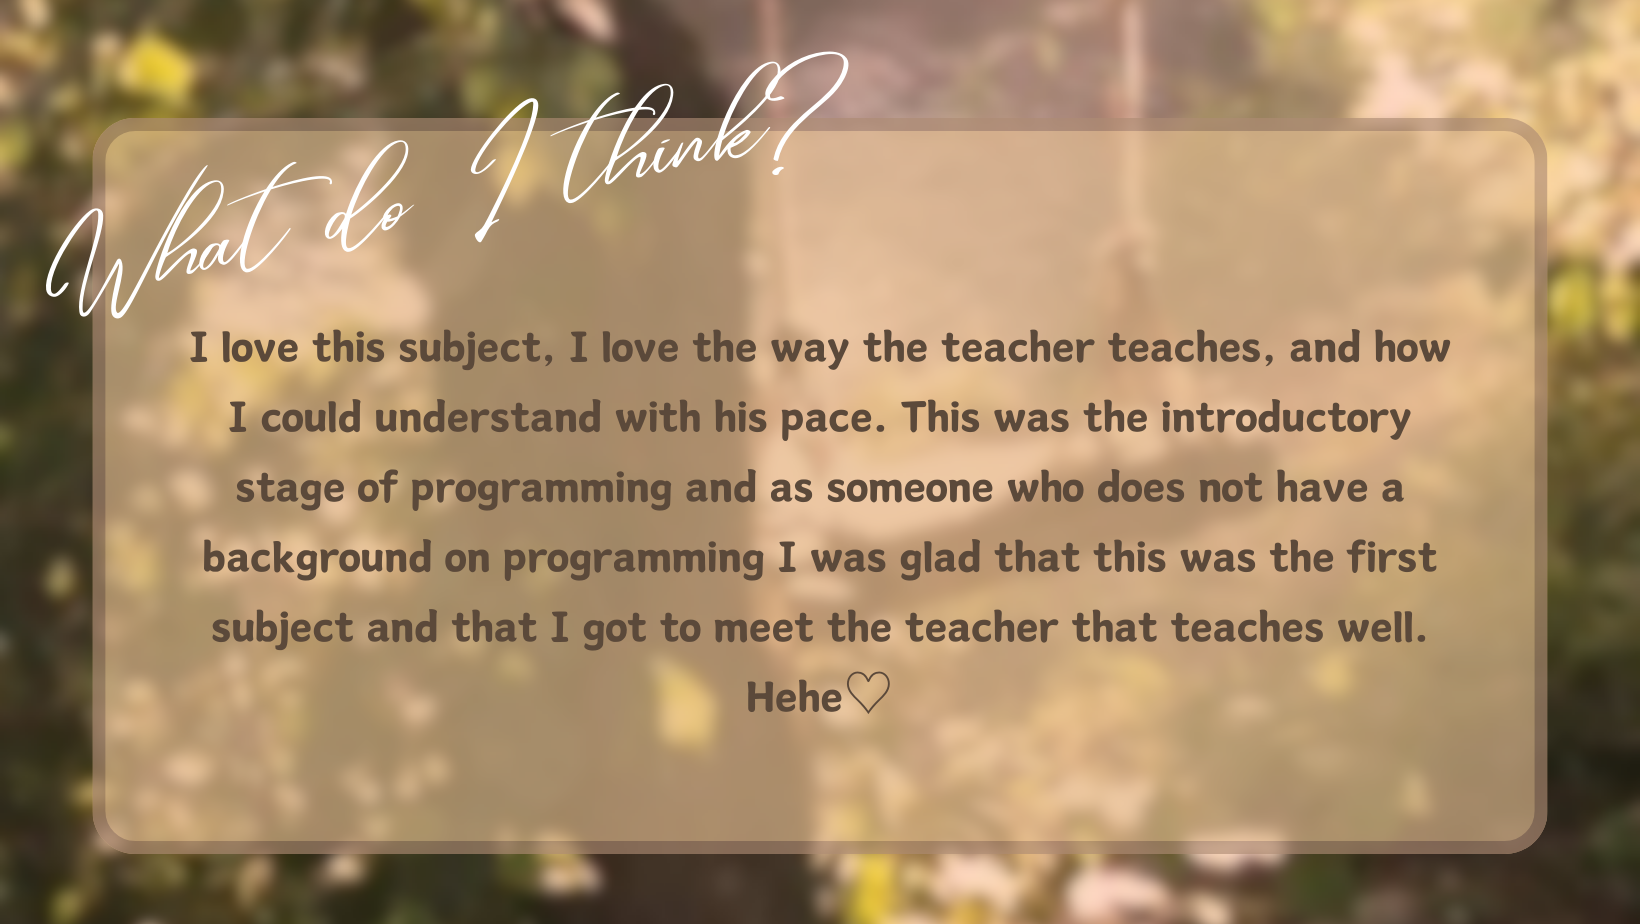 What do I think?
I love this subject, I love the way the teacher teaches, and how
I could understand with his pace. This was the introductory
stage of programming and as someone who does not have a
background on programming I was glad that this was the first
subject and that I got to meet the teacher that teaches well.
Hehe♡